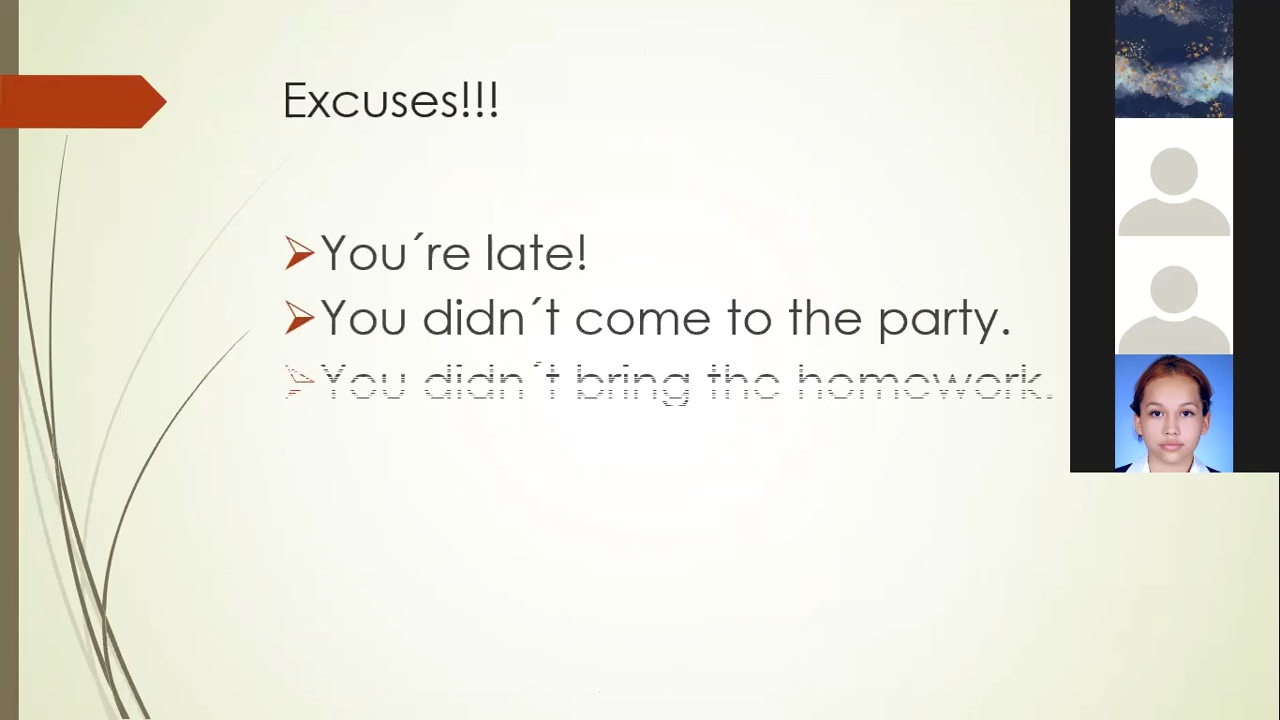 Excuses!!!
You´re late!
You didn´t come to the party.
You didn´t bring the homework.